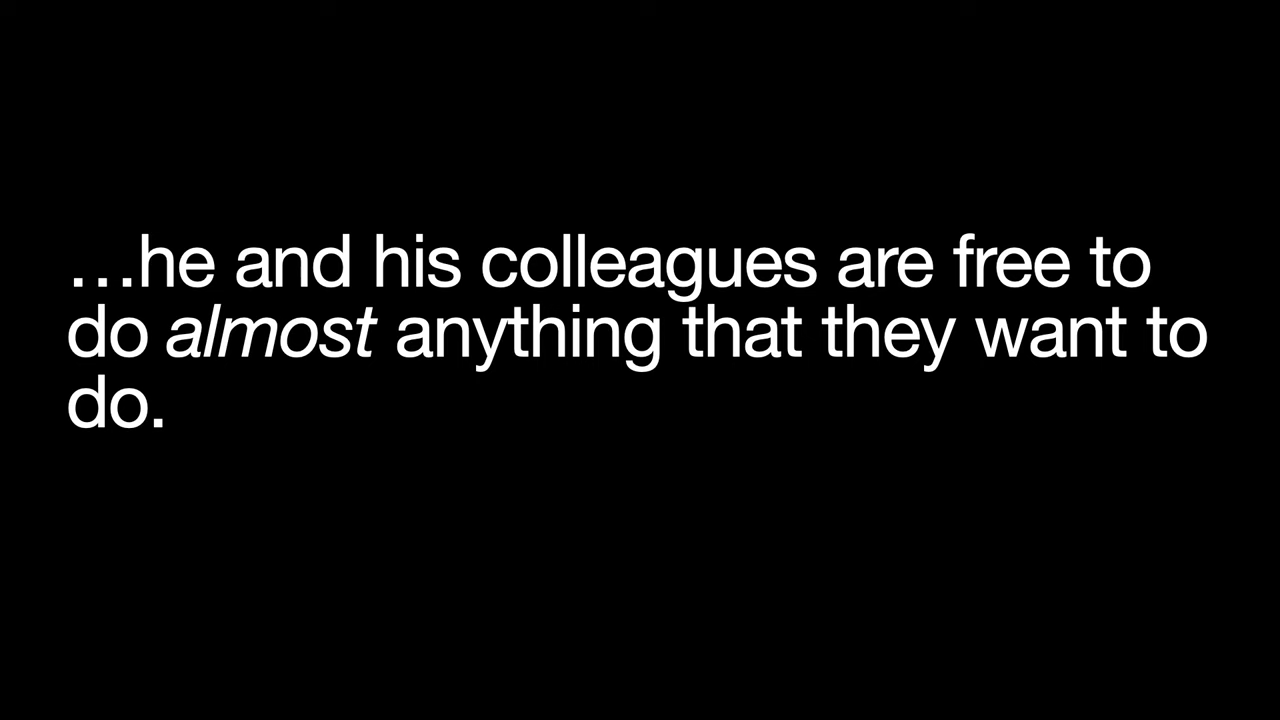 …he and his colleagues are free to
do almost anything that they want to
do.